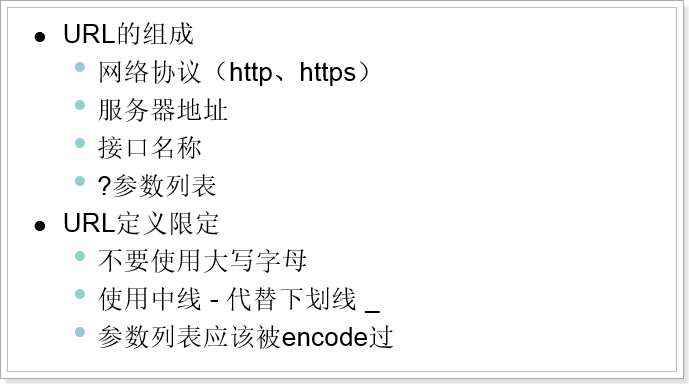 URL的组成
网络协议（http、https）
服务器地址
接口名称
?参数列表
URL定义限定
不要使用大写字母
使用中线 - 代替下划线 _
参数列表应该被encode过